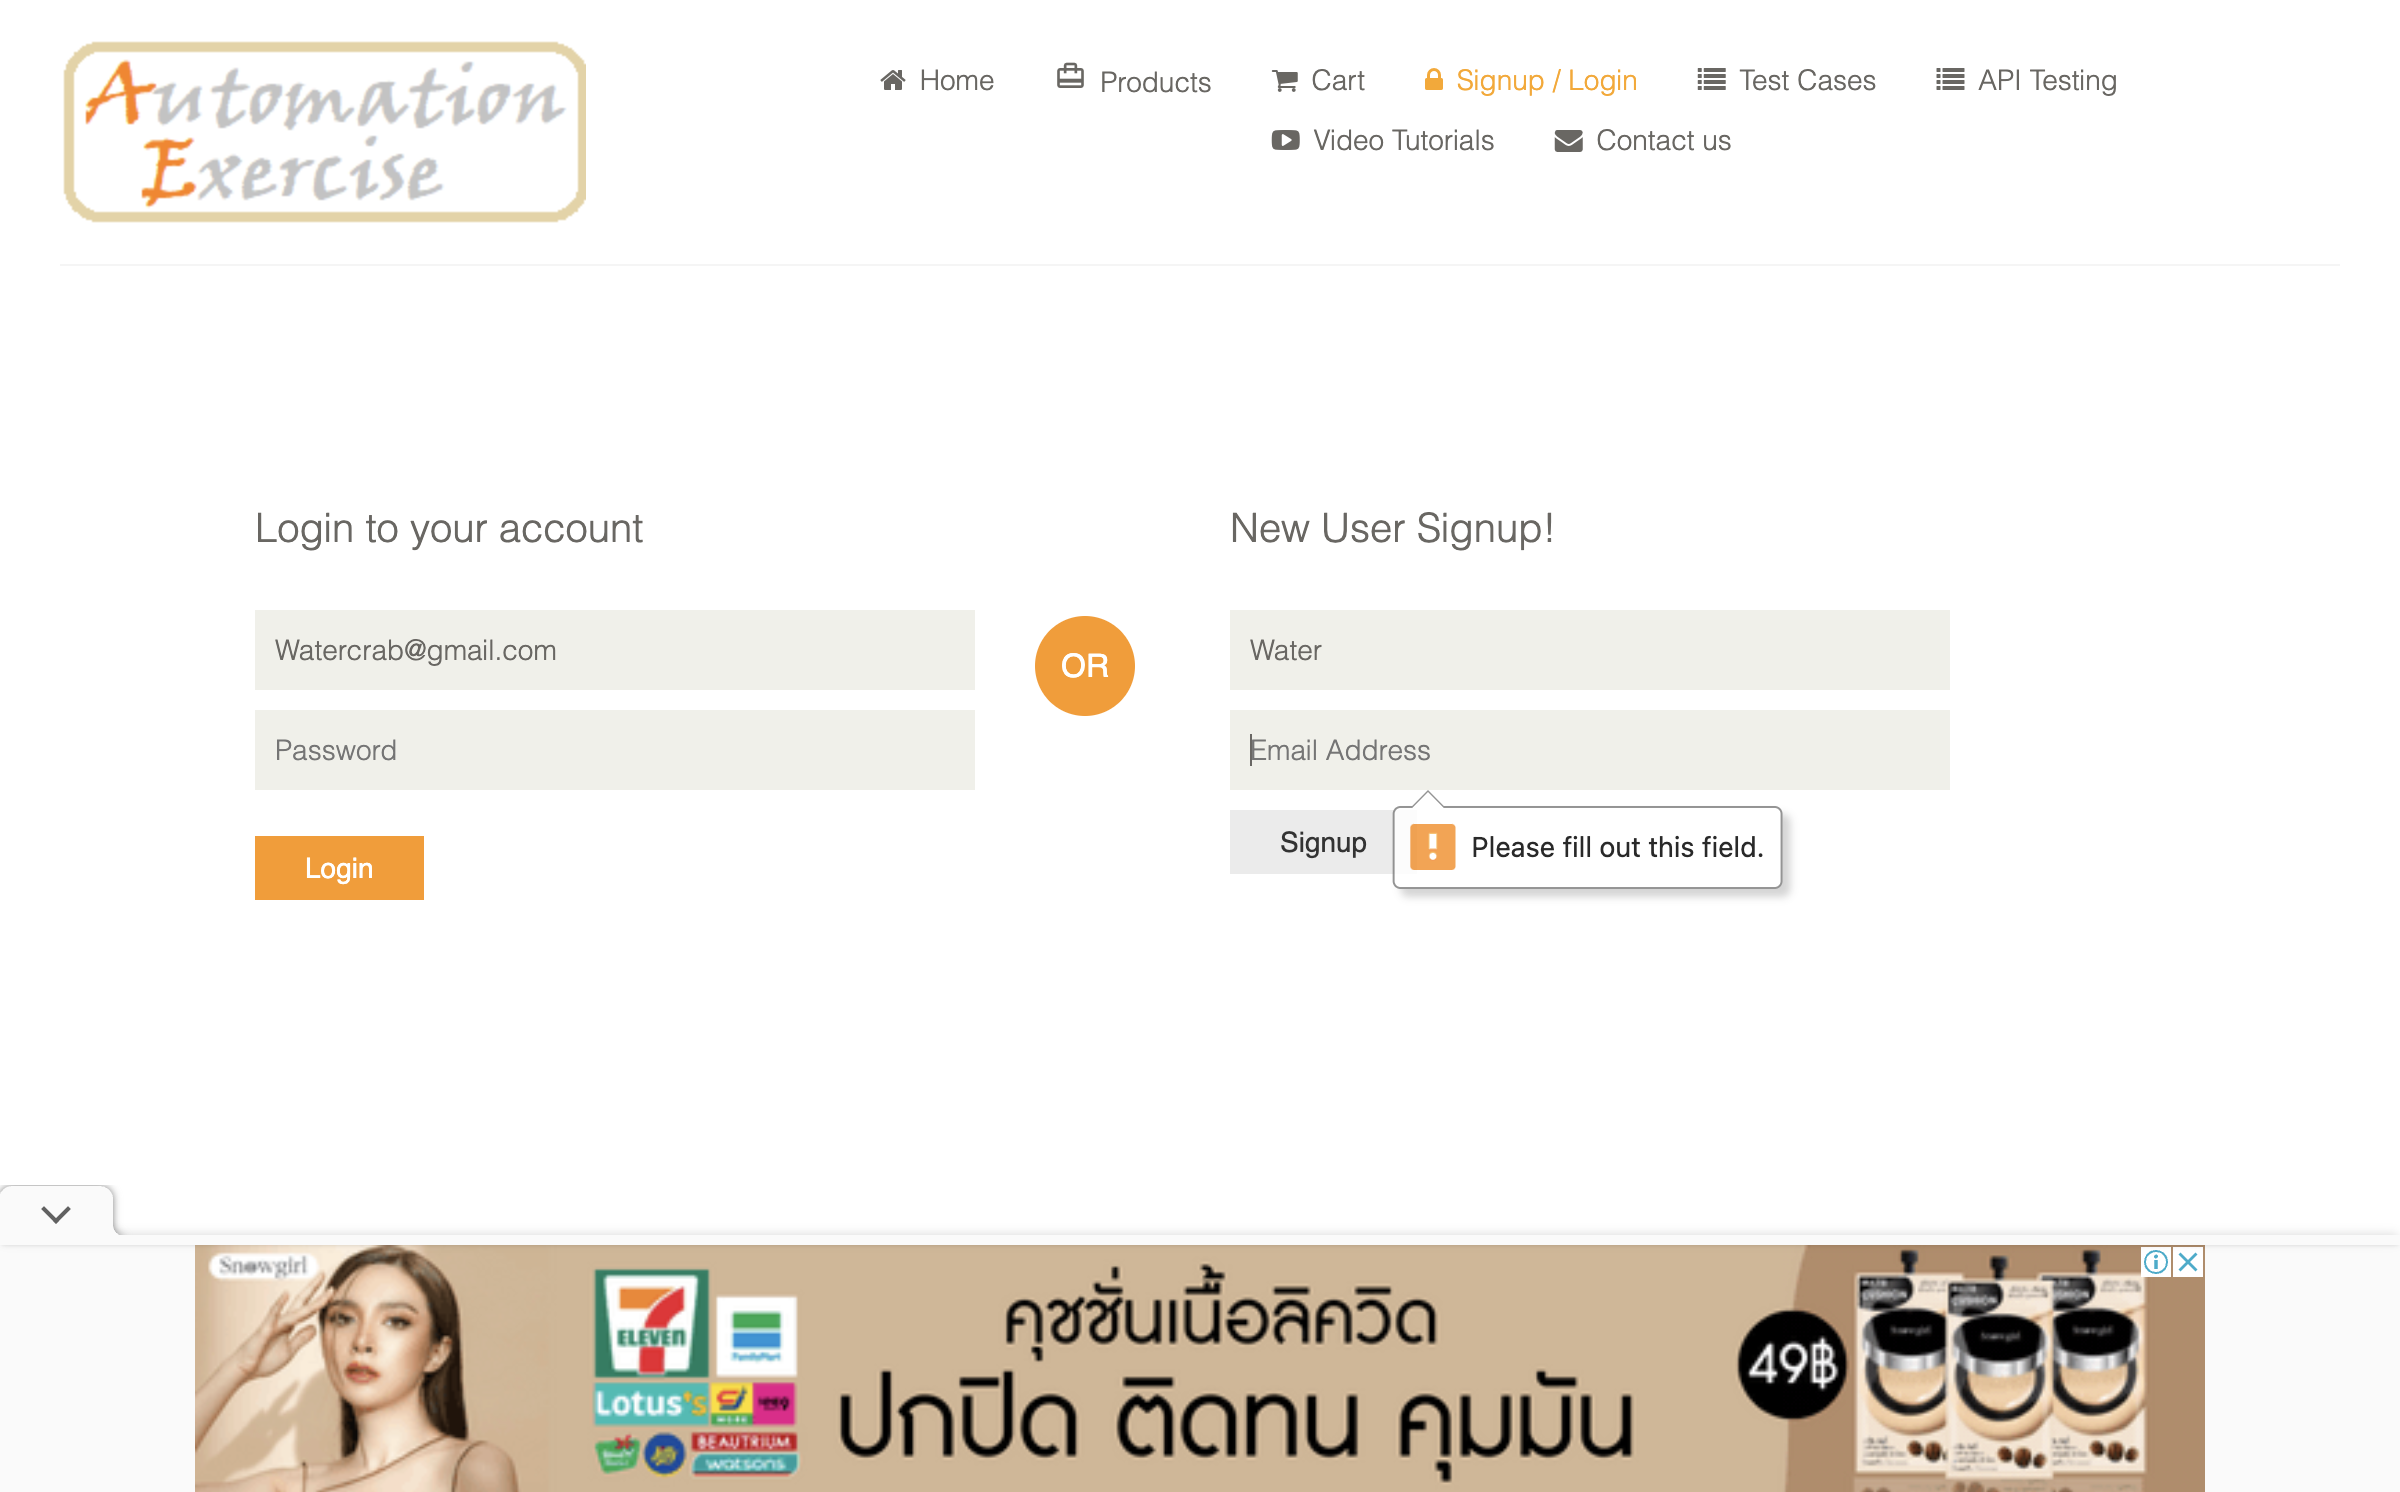 Automation
Exercise
Home
Products
Cart
Signup / Login
Test Cases
API Testing
Video Tutorials
Contact us
Login to your account
Watercrab@gmail.com
Password
Login
OR
New User Signup!
Water
Email Address
Signup
Please fill out this field.
Snowgirl
7
ELEVEN
FamilyMart
Lotus's
BEAUTRIUM
watsons
คุชชั่นเนื้อลิควิด
ปกปิด ติดทน คุมมัน
49฿